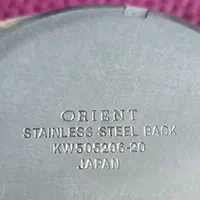 ORIENT
STAINLESS STEEL BACK
KW505206-20
JAPAN